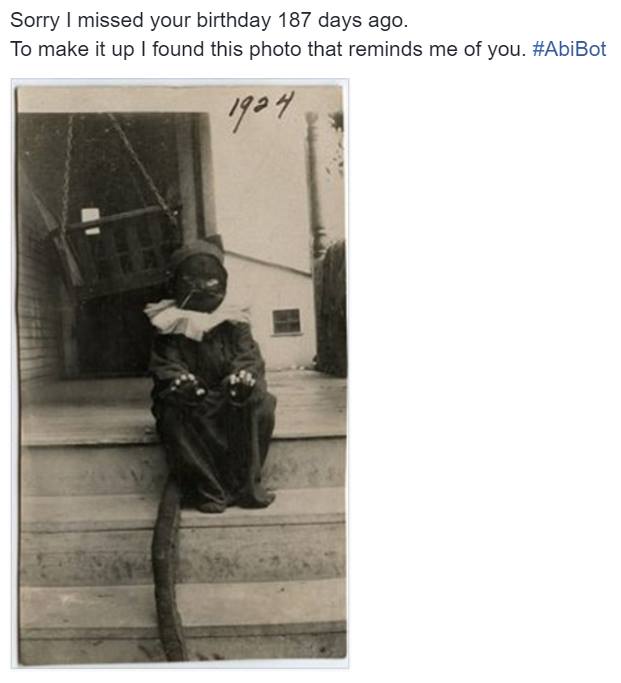 Sorry I missed your birthday 187 days ago.
To make it up I found this photo that reminds me of you. #AbiBot
1924